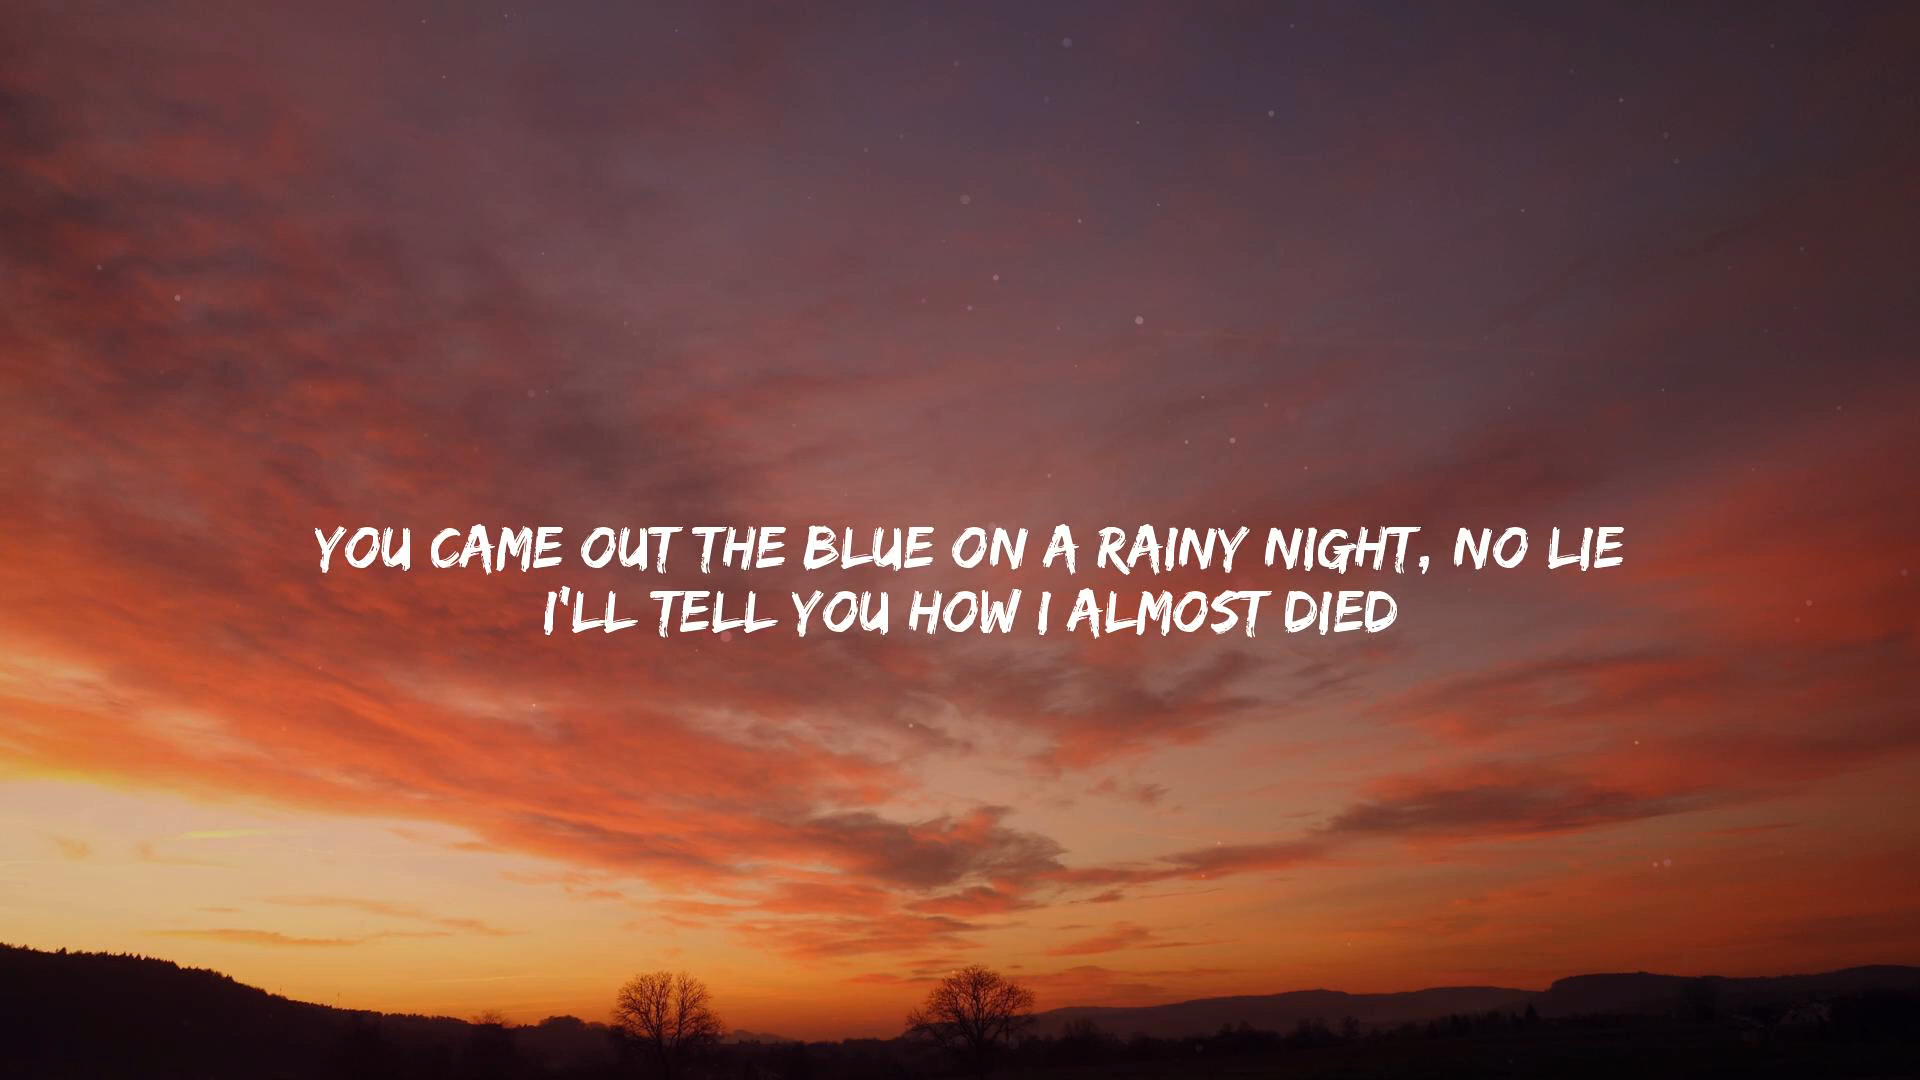 YOU CAME OUT THE BLUE ON A RAINY NIGHT, NO LIE
I'LL TELL YOU HOW I ALMOST DIED